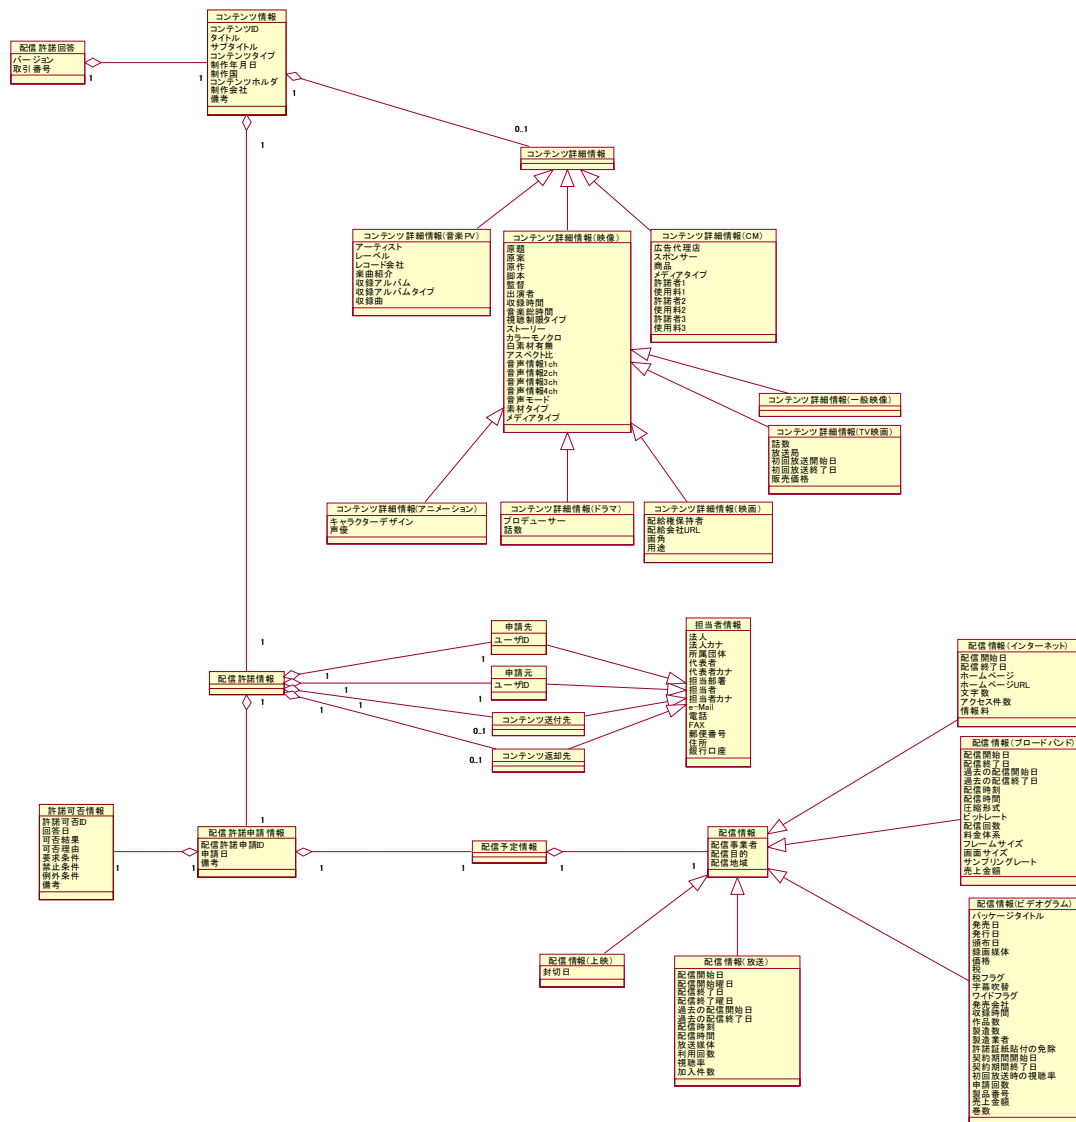 コンテンツ情報
コンテンツID
タイトル
サブタイトル
コンテンツタイプ
制作年月日
制作国
コンテンツホルダ
制作会社
備考
配信許諾回答
バージョン
取引番号
1
1
1
0..1
1
コンテンツ詳細情報
コンテンツ詳細情報(音楽PV)
アーティスト
レーベル
レコード会社
楽曲紹介
収録アルバム
収録アルバムタイプ
収録曲
コンテンツ詳細情報(映像)
原題
原案
原作
脚本
監督
出演者
収録時間
音楽総時間
視聴制限タイプ
ストーリー
カラーモノクロ
白素材有無
アスペクト比
音声情報1ch
音声情報2ch
音声情報3ch
音声情報4ch
音声モード
素材タイプ
メディアタイプ
コンテンツ詳細情報(CM)
広告代理店
スポンサー
商品
メディアタイプ
許諾者1
使用料1
許諾者2
使用料2
許諾者3
使用料3
コンテンツ詳細情報(一般映像)
コンテンツ詳細情報(TV映画)
話数
放送局
初回放送開始日
初回放送終了日
販売価格
コンテンツ詳細情報(アニメーション)
キャラクターデザイン
声優
コンテンツ詳細情報(ドラマ)
プロデューサー
話数
コンテンツ詳細情報(映画)
配給権保持者
配給会社URL
画角
用途
1
配信許諾情報
1
1
1
1
1
申請先
ユーザID
1
申請元
ユーザID
1
コンテンツ送付先
0..1
コンテンツ返却先
0..1
担当者情報
法人
法人カナ
所属団体
代表者
代表者カナ
担当部署
担当者
担当者カナ
e-Mail
電話
FAX
郵便番号
住所
銀行口座
配信情報(インターネット)
配信開始日
配信終了日
ホームページ
ホームページURL
文字数
アクセス件数
情報料
配信情報(ブロードバンド)
配信開始日
配信終了日
過去の配信開始日
過去の配信終了日
配信時刻
配信時間
圧縮形式
ビットレート
配信回数
料金体系
フレームサイズ
画面サイズ
サンプリングレート
売上金額
許諾可否情報
許諾可否ID
回答日
可否結果
可否理由
要求条件
禁止条件
例外条件
備考
1
1
1
配信許諾申請情報
配信許諾申請ID
申請日
備考
1
1
配信予定情報
1
1
配信情報
配信事業者
配信目的
配信地域
配信情報(上映)
封切日
配信情報(放送)
配信開始日
配信開始曜日
配信終了日
配信終了曜日
過去の配信開始日
過去の配信終了日
配信時刻
配信時間
放送媒体
利用回数
視聴率
加入件数
配信情報(ビデオグラム)
パッケージタイトル
発売日
発行日
頒布日
録画媒体
価格
税
税フラグ
字幕吹替
ワイドフラグ
発売会社
収録時間
作品数
製造数
製造業者
許諾証紙貼付の免除
契約期間開始日
契約期間終了日
初回放送時の視聴率
申請回数
製品番号
売上金額
巻数